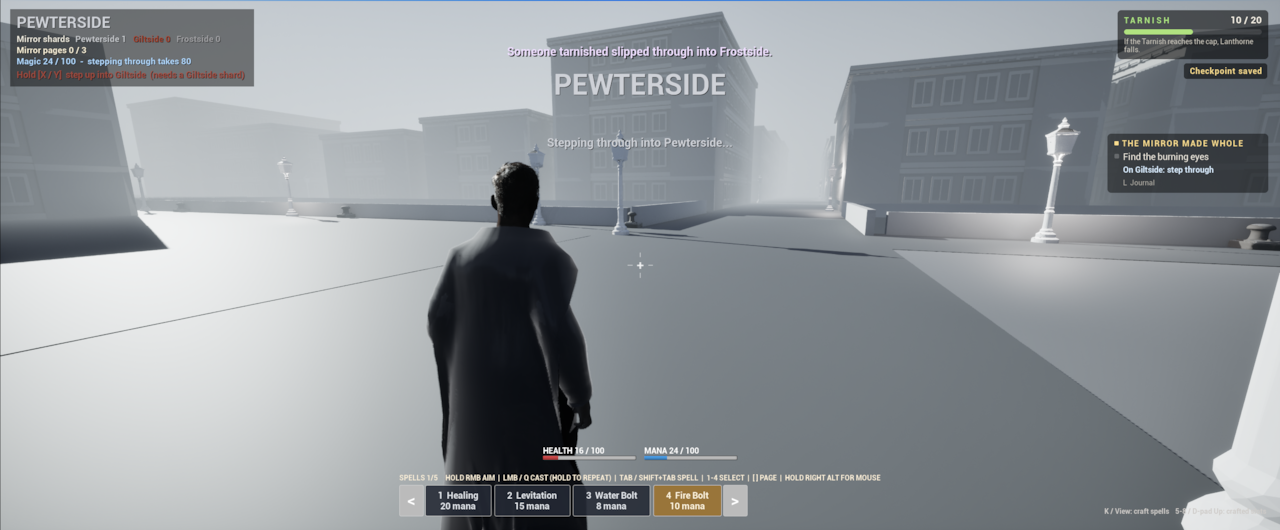 PEWTERSIDE
Mirror shards Pewterside 1 Giltside 0 Frostside 0
Mirror pages 0 / 3
Magic 24 / 100 - stepping through takes 80
Hold [X / Y] step up into Giltside (needs a Giltside shard)
Someone tarnished slipped through into Frostside.
PEWTERSIDE
Stepping through into Pewterside...
TARNISH 10 / 20
If the Tarnish reaches the cap, Lanthorne
falls.
Checkpoint saved
THE MIRROR MADE WHOLE
Find the burning eyes
On Giltside: step through
L Journal
HEALTH 16 / 100 MANA 24 / 100
SPELLS 1/5 HOLD RMB AIM | LMB / Q CAST (HOLD TO REPEAT) | TAB / SHIFT+TAB SPELL | 1-4 SELECT | [ ] PAGE | HOLD RIGHT ALT FOR MOUSE
< 1 Healing 2 Levitation 3 Water Bolt 4 Fire Bolt >
20 mana 15 mana 8 mana 10 mana
K / View: craft spells 5-8 / D-pad Up: crafted